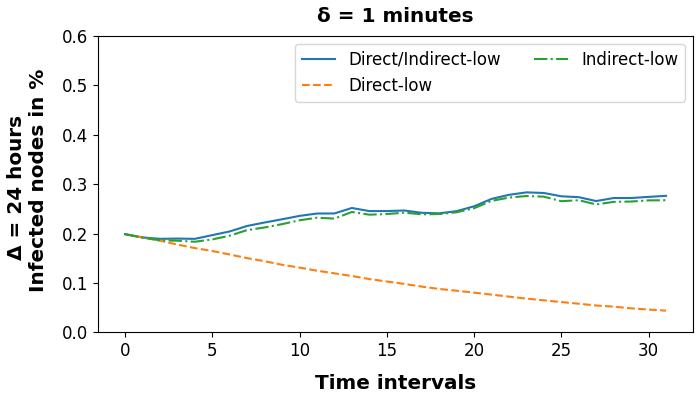 δ = 1 minutes
Δ = 24 hours
Infected nodes in %
0.6
0.5
0.4
0.3
0.2
0.1
0.0
Direct/Indirect-low
Direct-low
Indirect-low
0 5 10 15 20 25 30
Time intervals